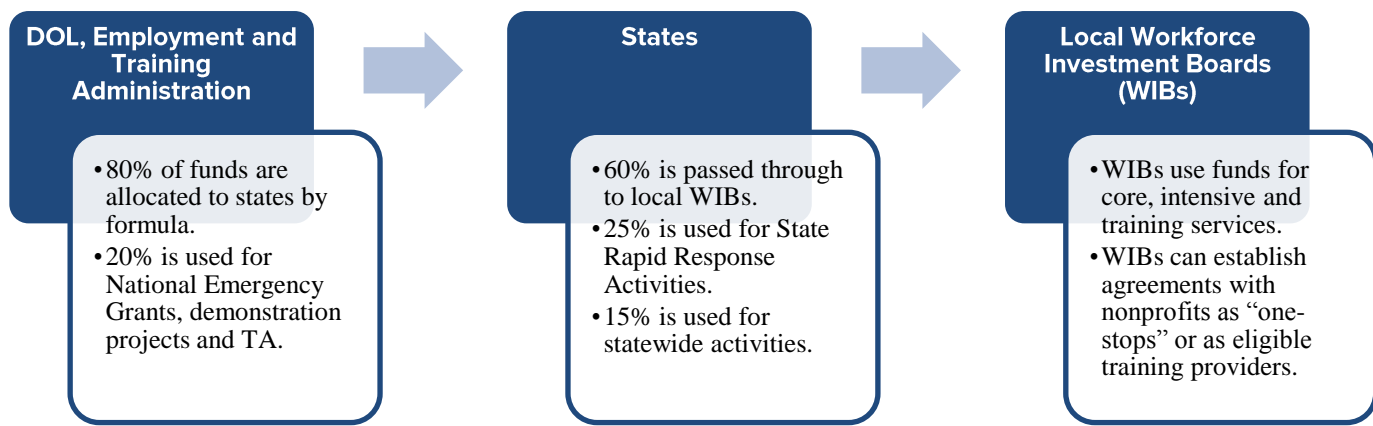 DOL, Employment and
Training
Administration
•80% of funds are
allocated to states by
formula.
•20% is used for
National Emergency
Grants, demonstration
projects and TA.
States
•60% is passed through
to local WIBs.
•25% is used for State
Rapid Response
Activities.
•15% is used for
statewide activities.
Local Workforce
Investment Boards
(WIBs)
•WIBs use funds for
core, intensive and
training services.
•WIBs can establish
agreements with
nonprofits as “one-
stops” or as eligible
training providers.